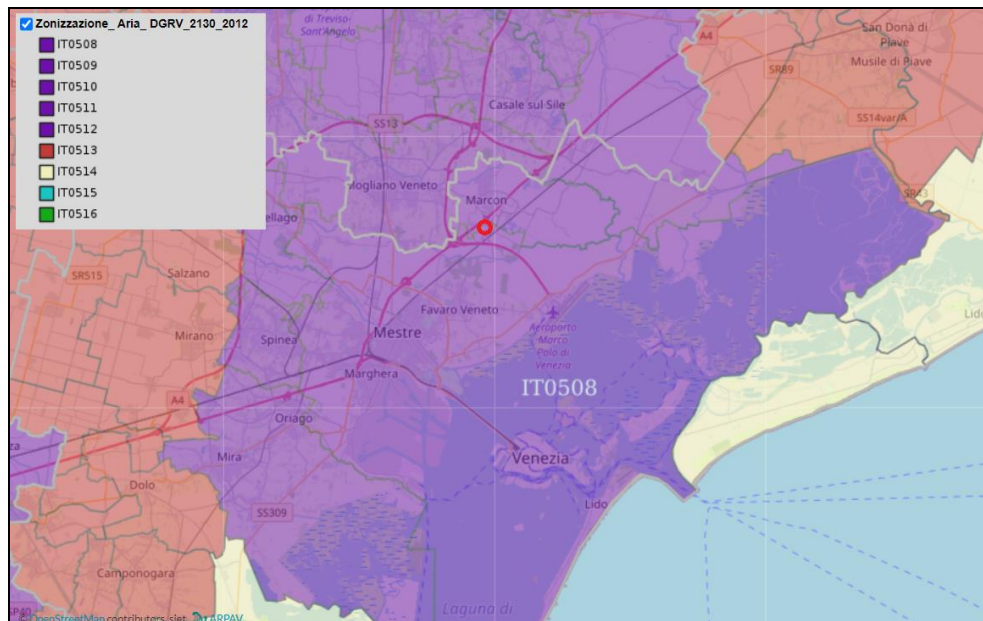 Zonizzazione_Aria_ DGRV_2130_2012
IT0508
IT0509
IT0510
IT0511
IT0512
IT0513
IT0514
IT0515
IT0516
di Treviso-
Sant'Angelo
A4
San Donà di
Piave
Musile di Piave
SR89
Casale sul Sile
SS13
SS14var/A
Mogliano Veneto
Marcon
SR43
SR515
Salzano
Favaro Veneto
Mirano
Spinea
Mestre
Aeroporto
Marco
Polo di
Venezia
Marghera
IT0508
A4
Oriago
Mira
Venezia
Dolo
Lido
SS309
Camponogara
Laguna di
© OpenStreetMap contributors, siet, ARPAV